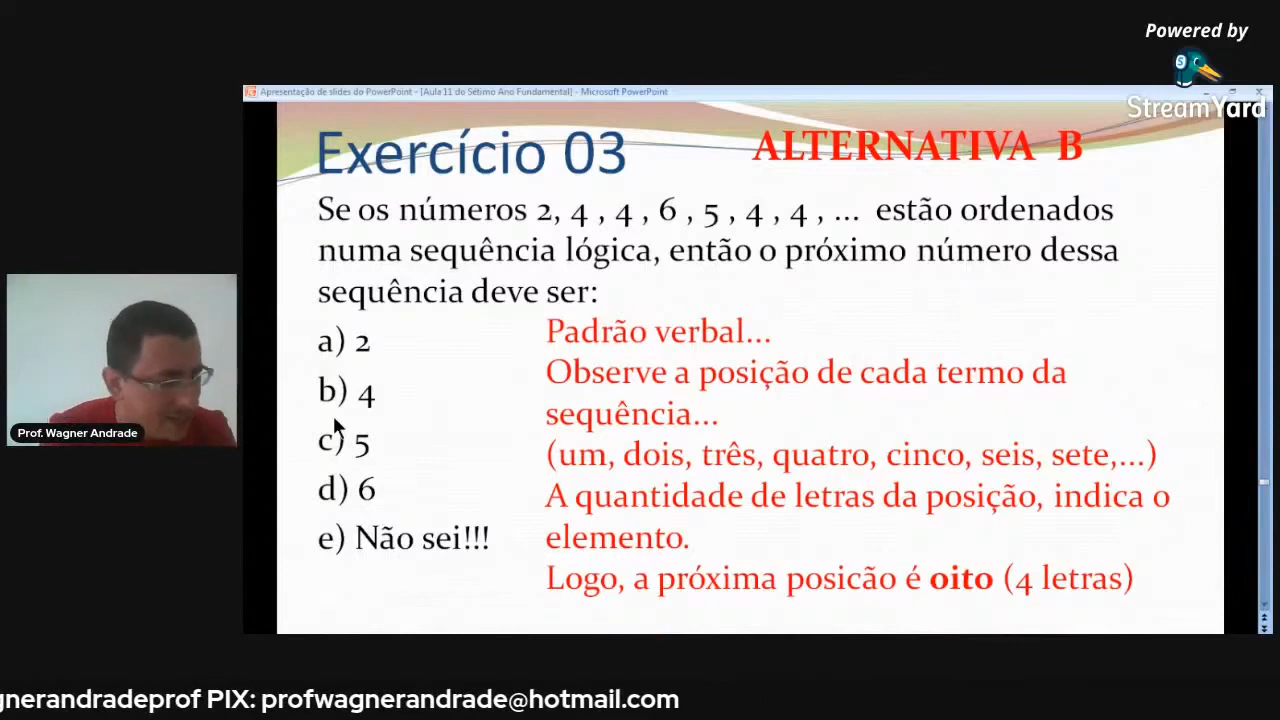 Powered by
StreamYard
Apresentação de slides do PowerPoint - [Aula 11 do Sétimo Ano Fundamental] - Microsoft PowerPoint
Exercício 03
ALTERNATIVA B
Se os números 2, 4 , 4 , 6 , 5 , 4 , 4 , ... estão ordenados
numa sequência lógica, então o próximo número dessa
sequência deve ser:
a) 2
b) 4
c) 5
d) 6
e) Não sei!!!
Padrão verbal...
Observe a posição de cada termo da
sequência...
(um, dois, três, quatro, cinco, seis, sete,...)
A quantidade de letras da posição, indica o
elemento.
Logo, a próxima posicão é oito (4 letras)
Prof. Wagner Andrade
gnerandradeprof PIX: profwagnerandrade@hotmail.com